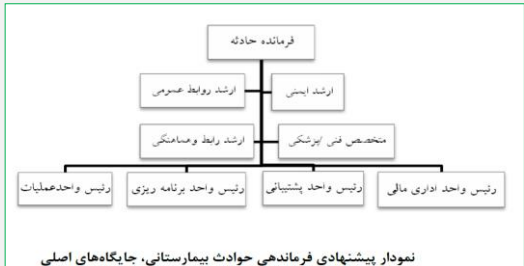 فرمانده حادثه
ارشد ایمنی
ارشد روابط عمومی
متخصص فنی /پزشکی
ارشد رابط وهماهنگی
رئیس واحد اداری مالی
رئیس واحد پشتیبانی
رئیس واحد برنامه ریزی
رئیس واحدعملیات
نمودار پیشنهادی فرماندهی حوادث بیمارستانی، جایگاه‌های اصلی